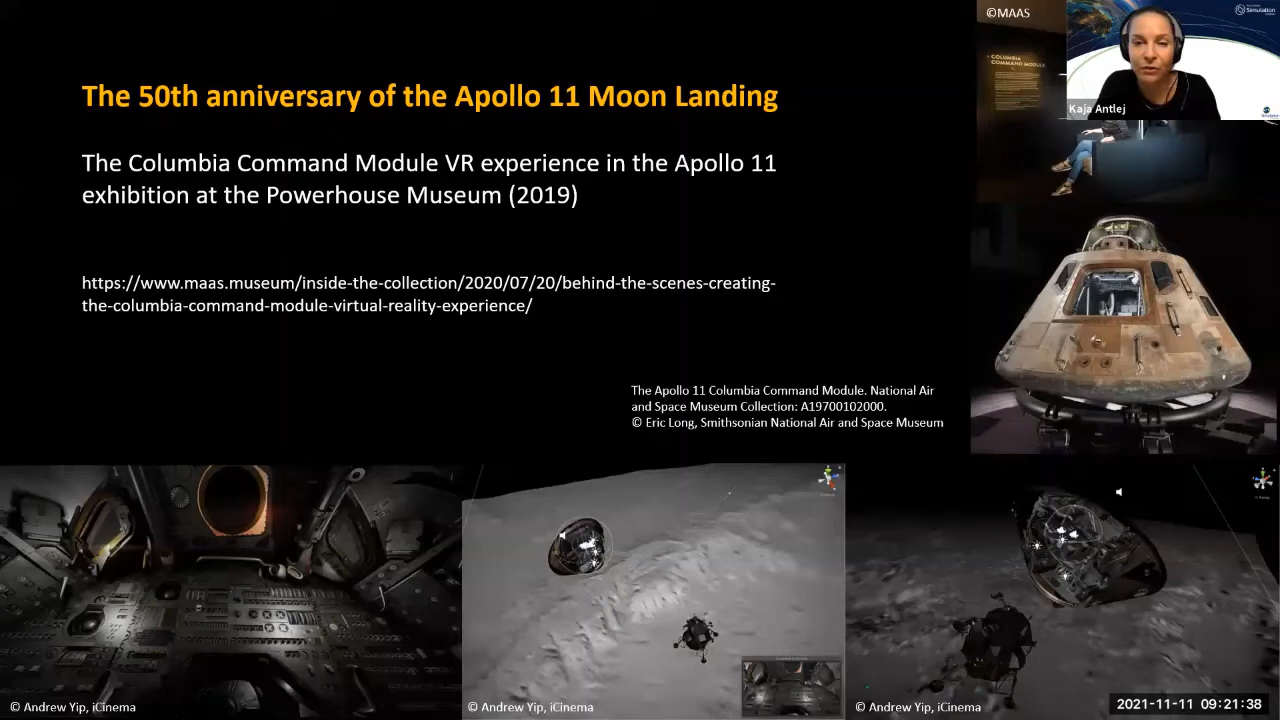 ©MAAS
Simulation
COLUMBIA
COMMAND MODULE
Kaja Antlej
The 50th anniversary of the Apollo 11 Moon Landing
The Columbia Command Module VR experience in the Apollo 11
exhibition at the Powerhouse Museum (2019)
https://www.maas.museum/inside-the-collection/2020/07/20/behind-the-scenes-creating-
the-columbia-command-module-virtual-reality-experience/
The Apollo 11 Columbia Command Module. National Air
and Space Museum Collection: A19700102000.
© Eric Long, Smithsonian National Air and Space Museum
© Andrew Yip, iCinema
© Andrew Yip, iCinema
© Andrew Yip, iCinema
2021-11-11 09:21:38